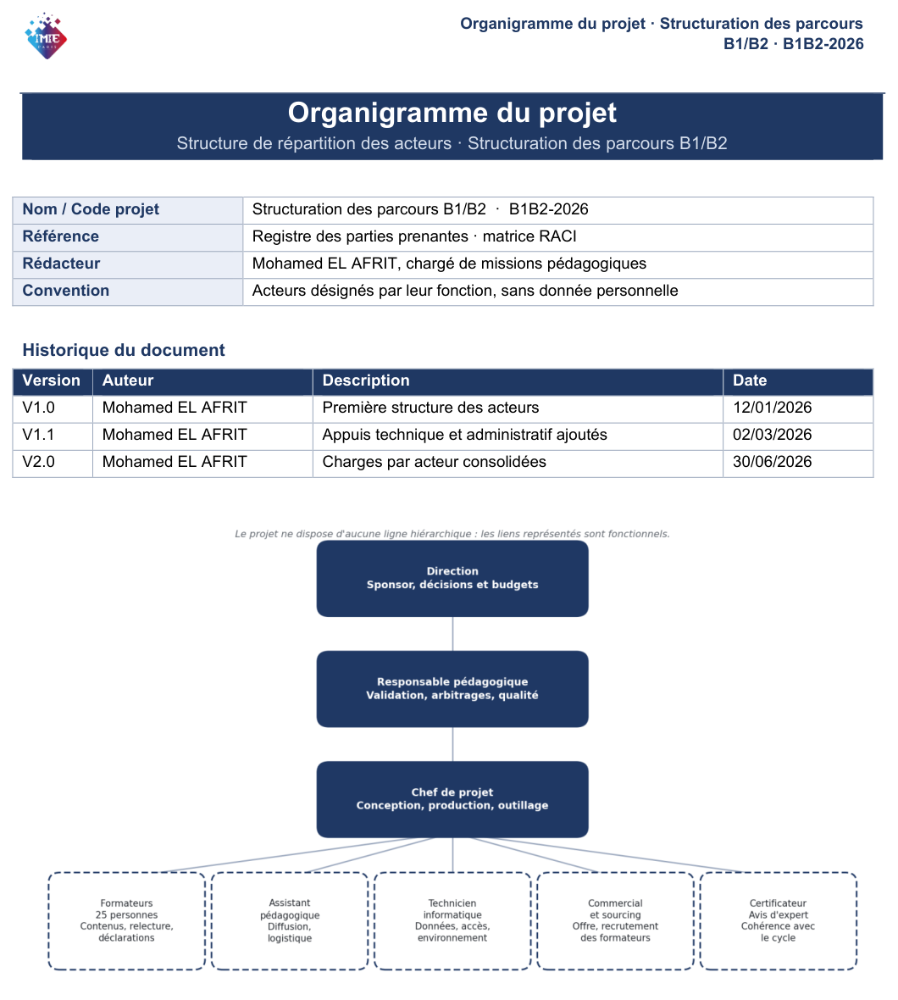 IMIE
PARIS
Organigramme du projet · Structuration des parcours
B1/B2 · B1B2-2026
Organigramme du projet
Structure de répartition des acteurs · Structuration des parcours B1/B2
Nom / Code projet Structuration des parcours B1/B2 · B1B2-2026
Référence Registre des parties prenantes · matrice RACI
Rédacteur Mohamed EL AFRIT, chargé de missions pédagogiques
Convention Acteurs désignés par leur fonction, sans donnée personnelle
Historique du document
Version Auteur Description Date
V1.0 Mohamed EL AFRIT Première structure des acteurs 12/01/2026
V1.1 Mohamed EL AFRIT Appuis technique et administratif ajoutés 02/03/2026
V2.0 Mohamed EL AFRIT Charges par acteur consolidées 30/06/2026
Le projet ne dispose d'aucune ligne hiérarchique : les liens représentés sont fonctionnels.
Direction
Sponsor, décisions et budgets
Responsable pédagogique
Validation, arbitrages, qualité
Chef de projet
Conception, production, outillage
Formateurs
25 personnes
Contenus, relecture,
déclarations
Assistant
pédagogique
Diffusion,
logistique
Technicien
informatique
Données, accès,
environnement
Commercial
et sourcing
Offre, recrutement
des formateurs
Certificateur
Avis d'expert
Cohérence avec
le cycle